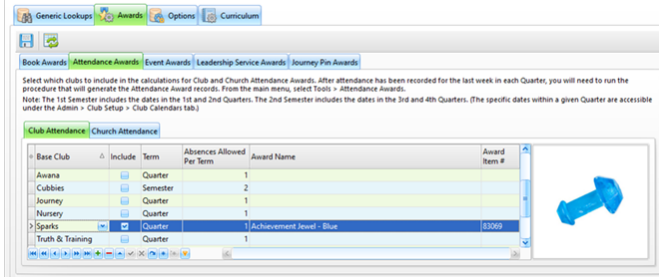 Generic Lookups Awards Options Curriculum
Book Awards Attendance Awards Event Awards Leadership Service Awards Journey Pin Awards
Select which clubs to include in the calculations for Club and Church Attendance Awards. After attendance has been recorded for the last week in each Quarter, you will need to run the
procedure that will generate the Attendance Award records. From the main menu, select Tools > Attendance Awards.
Note: The 1st Semester includes the dates in the 1st and 2nd Quarters. The 2nd Semester includes the dates in the 3rd and 4th Quarters. (The specific dates within a given Quarter are accessible
under the Admin > Club Setup > Club Calendars tab.)
Club Attendance Church Attendance
Base Club Include Term Absences Allowed Per Term Award Name Award Item #
Awana Quarter 1
Cubbies Semester 2
Journey Quarter 1
Nursery Quarter 1
Sparks Quarter 1 Achievement Jewel - Blue 83069
Truth & Training Quarter 1